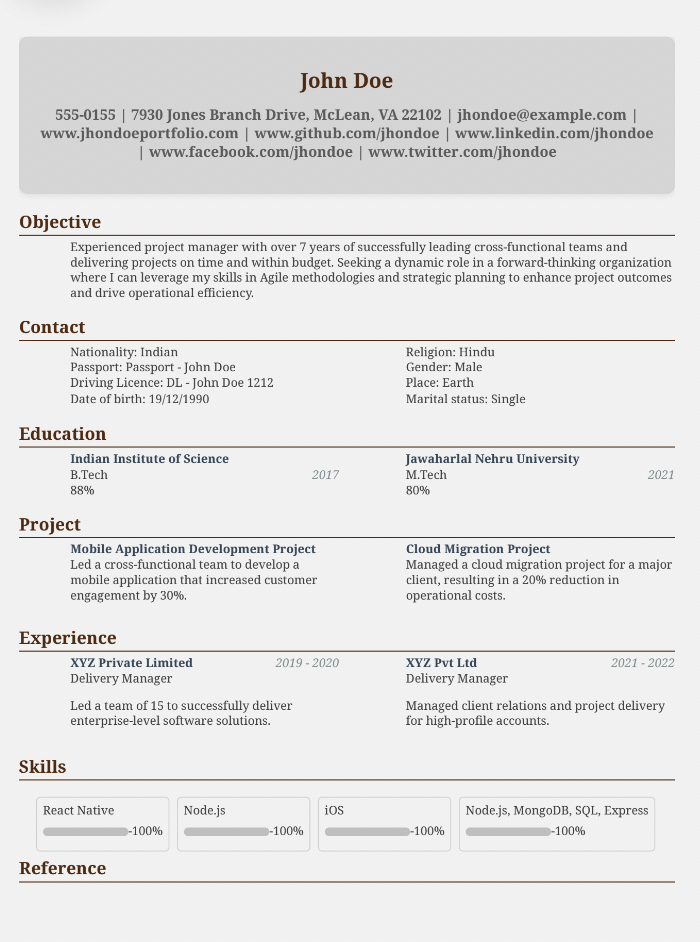 John Doe
555-0155 | 7930 Jones Branch Drive, McLean, VA 22102 | jhondoe@example.com |
www.jhondoeportfolio.com | www.github.com/jhondoe | www.linkedin.com/jhondoe
| www.facebook.com/jhondoe | www.twitter.com/jhondoe
Objective
Experienced project manager with over 7 years of successfully leading cross-functional teams and
delivering projects on time and within budget. Seeking a dynamic role in a forward-thinking organization
where I can leverage my skills in Agile methodologies and strategic planning to enhance project outcomes
and drive operational efficiency.
Contact
Nationality: Indian
Passport: Passport - John Doe
Driving Licence: DL - John Doe 1212
Date of birth: 19/12/1990
Religion: Hindu
Gender: Male
Place: Earth
Marital status: Single
Education
Indian Institute of Science
B.Tech 2017
88%
Jawaharlal Nehru University
M.Tech 2021
80%
Project
Mobile Application Development Project
Led a cross-functional team to develop a
mobile application that increased customer
engagement by 30%.
Cloud Migration Project
Managed a cloud migration project for a major
client, resulting in a 20% reduction in
operational costs.
Experience
XYZ Private Limited 2019 - 2020
Delivery Manager
Led a team of 15 to successfully deliver
enterprise-level software solutions.
XYZ Pvt Ltd 2021 - 2022
Delivery Manager
Managed client relations and project delivery
for high-profile accounts.
Skills
React Native
-100%
Node.js
-100%
iOS
-100%
Node.js, MongoDB, SQL, Express
-100%
Reference